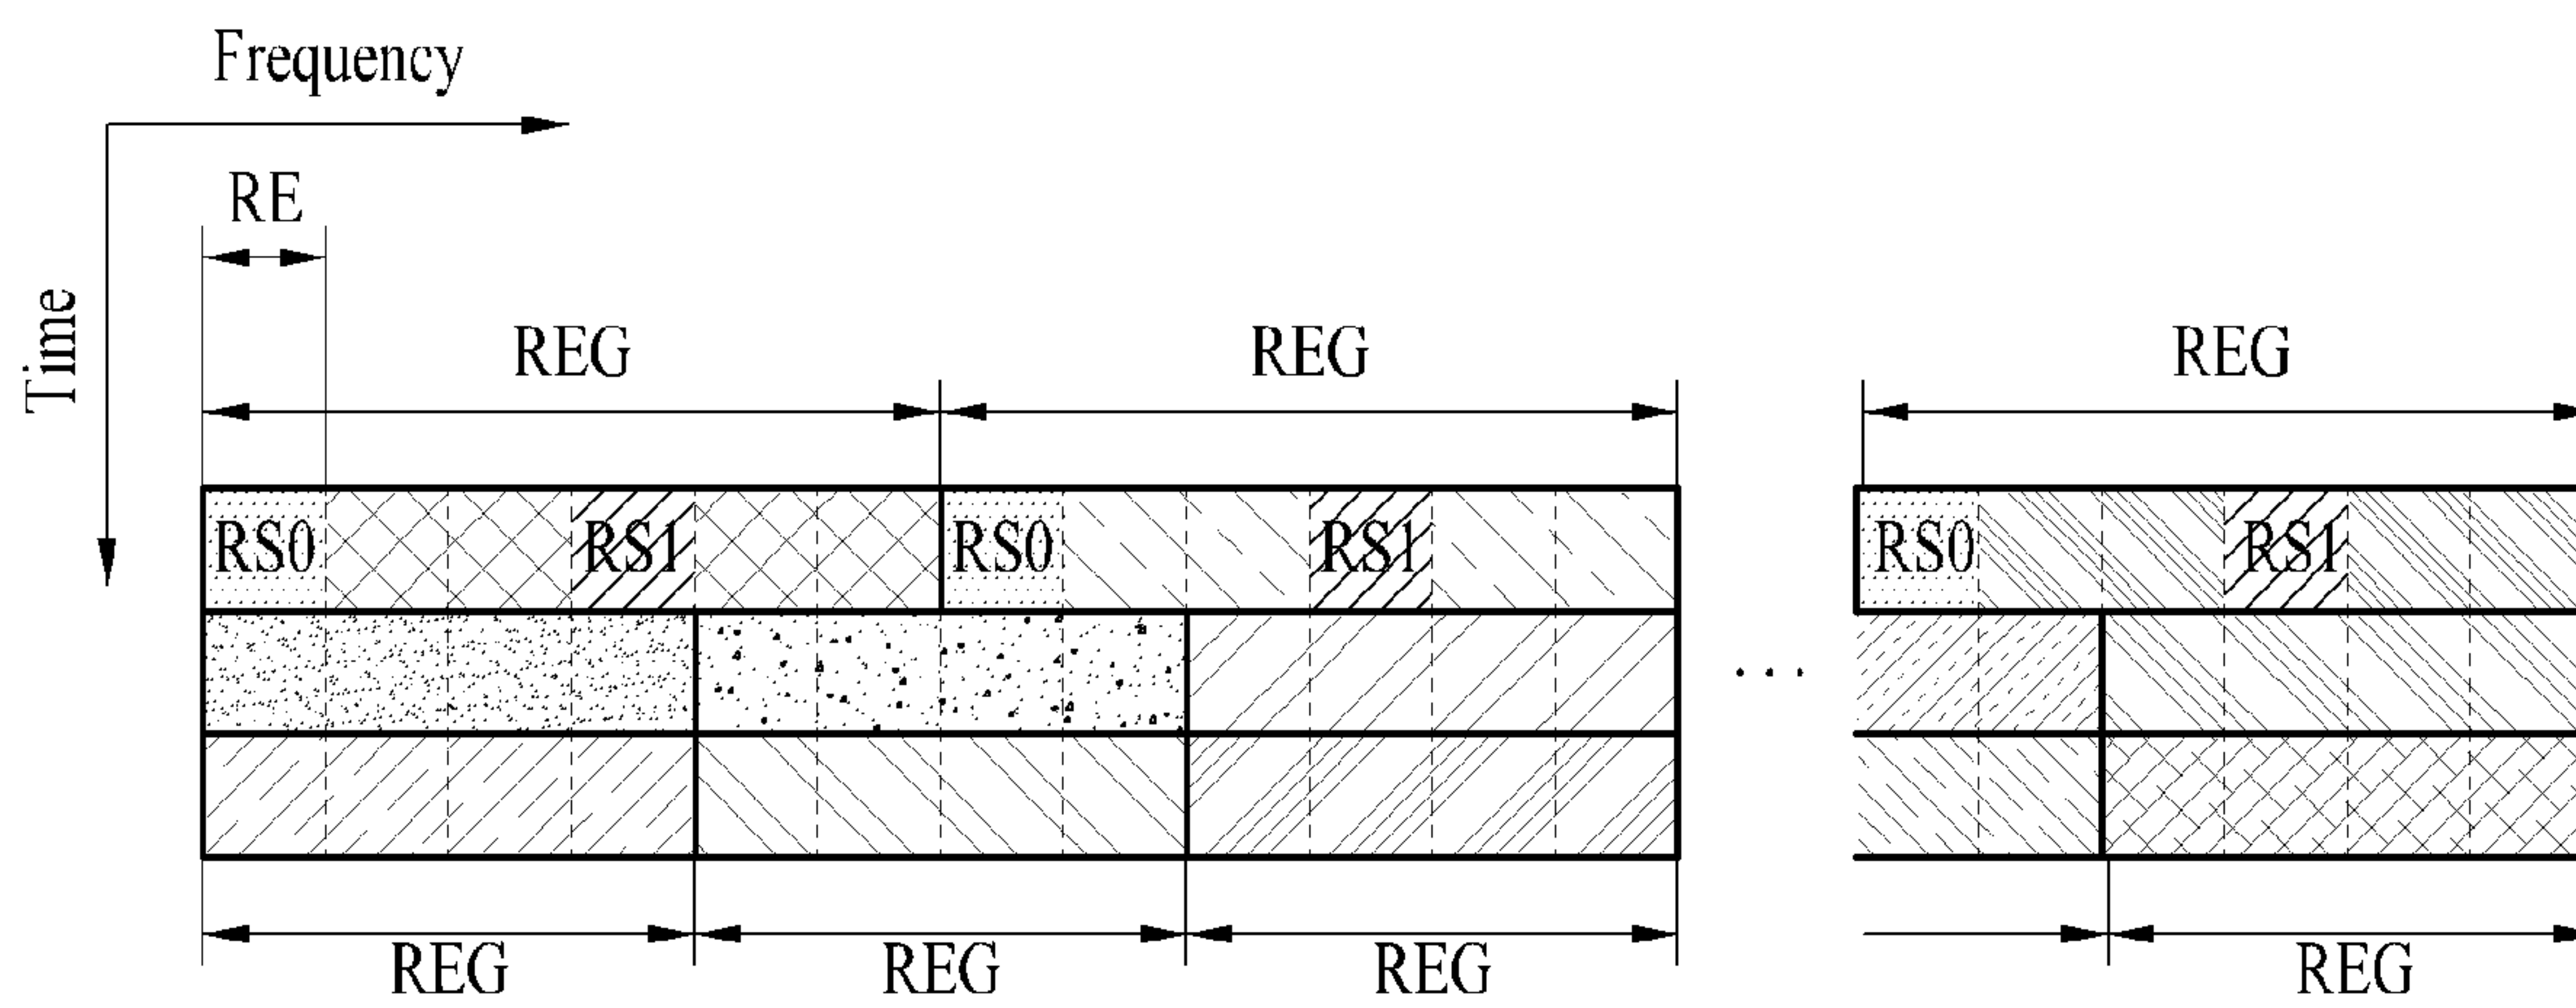 Frequency
RE
Time
REG REG REG
RS0 RS1 RS0 RS1 RS0 RS1
...
REG REG REG REG